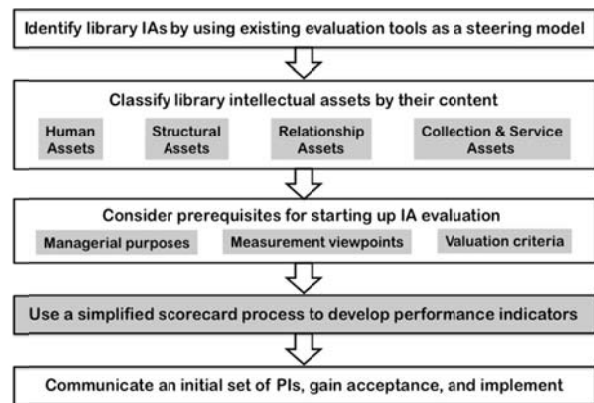 Identify library IAs by using existing evaluation tools as a steering model
Classify library intellectual assets by their content
Human Assets
Structural Assets
Relationship Assets
Collection & Service Assets
Consider prerequisites for starting up IA evaluation
Managerial purposes
Measurement viewpoints
Valuation criteria
Use a simplified scorecard process to develop performance indicators
Communicate an initial set of PIs, gain acceptance, and implement